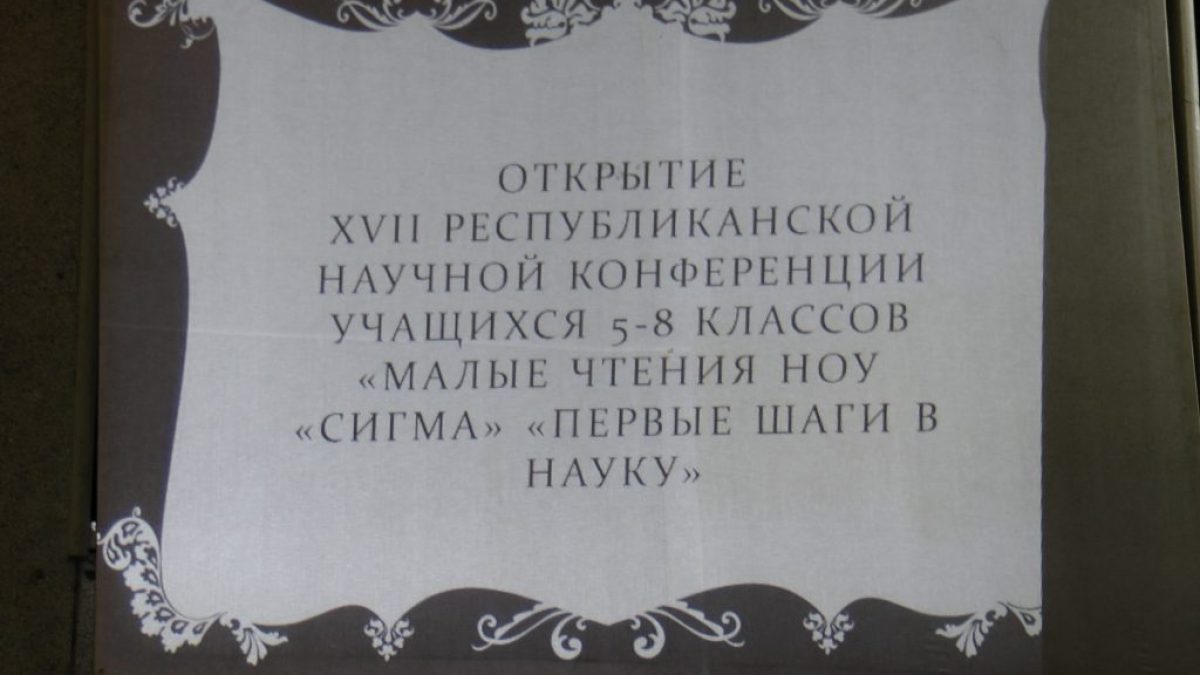 ОТКРЫТИЕ
XVII РЕСПУБЛИКАНСКОЙ
НАУЧНОЙ КОНФЕРЕНЦИИ
УЧАЩИХСЯ 5-8 КЛАССОВ
«МАЛЫЕ ЧТЕНИЯ НОУ
«СИГМА» «ПЕРВЫЕ ШАГИ В
НАУКУ»